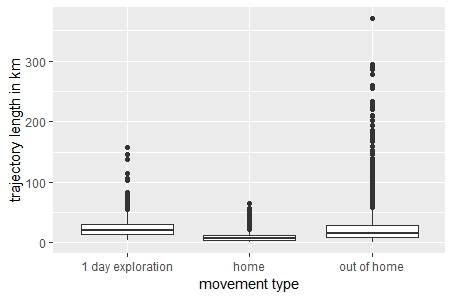 trajectory length in km
300
200
100
0
1 day exploration
home
out of home
movement type